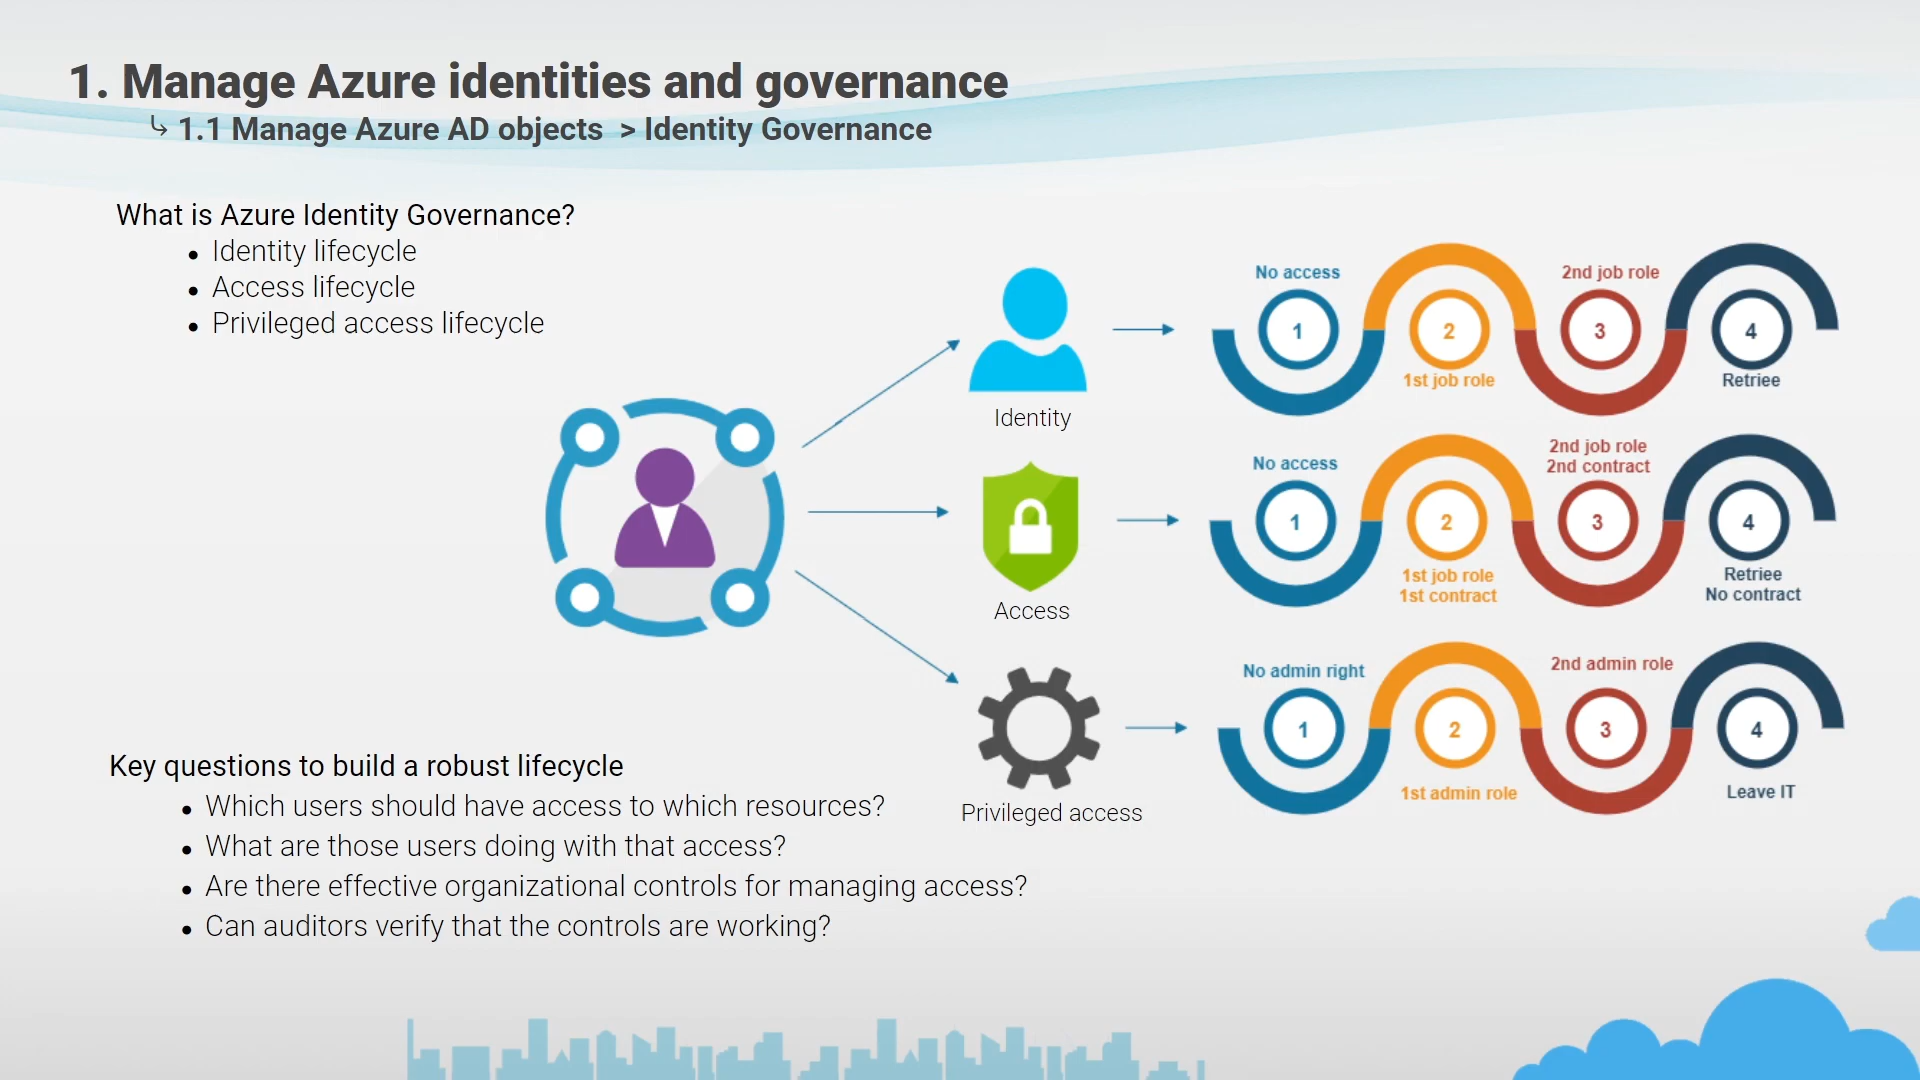 1. Manage Azure identities and governance
1.1 Manage Azure AD objects > Identity Governance
What is Azure Identity Governance?
Identity lifecycle
Access lifecycle
Privileged access lifecycle
Identity
No access
1
2
1st job role
2nd job role
3
4
Retriee
Access
No access
1
2
1st job role
1st contract
2nd job role
2nd contract
3
4
Retriee
No contract
Privileged access
No admin right
1
2
1st admin role
2nd admin role
3
4
Leave IT
Key questions to build a robust lifecycle
Which users should have access to which resources?
What are those users doing with that access?
Are there effective organizational controls for managing access?
Can auditors verify that the controls are working?